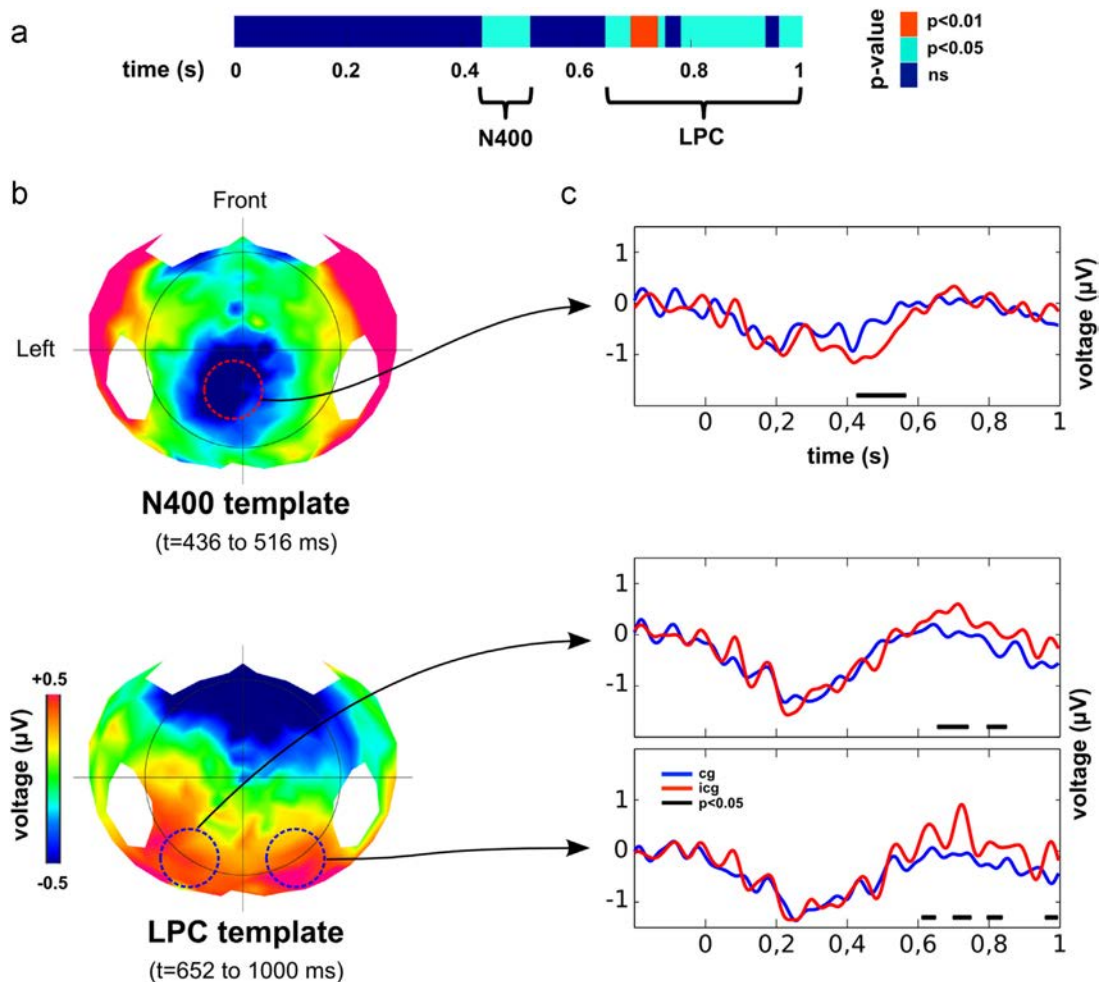 a
p-value
p<0.01
p<0.05
ns
time (s) 0 0.2 0.4 0.6 0.8 1
N400 LPC
b
Front
Left
N400 template
(t=436 to 516 ms)
+0.5
voltage (µV)
-0.5
LPC template
(t=652 to 1000 ms)
c
1
0
-1
voltage (µV)
0 0,2 0,4 0,6 0,8 1
time (s)
1
0
-1
0 0,2 0,4 0,6 0,8 1
voltage (µV)
cg
icg
p<0.05
1
0
-1
0 0,2 0,4 0,6 0,8 1